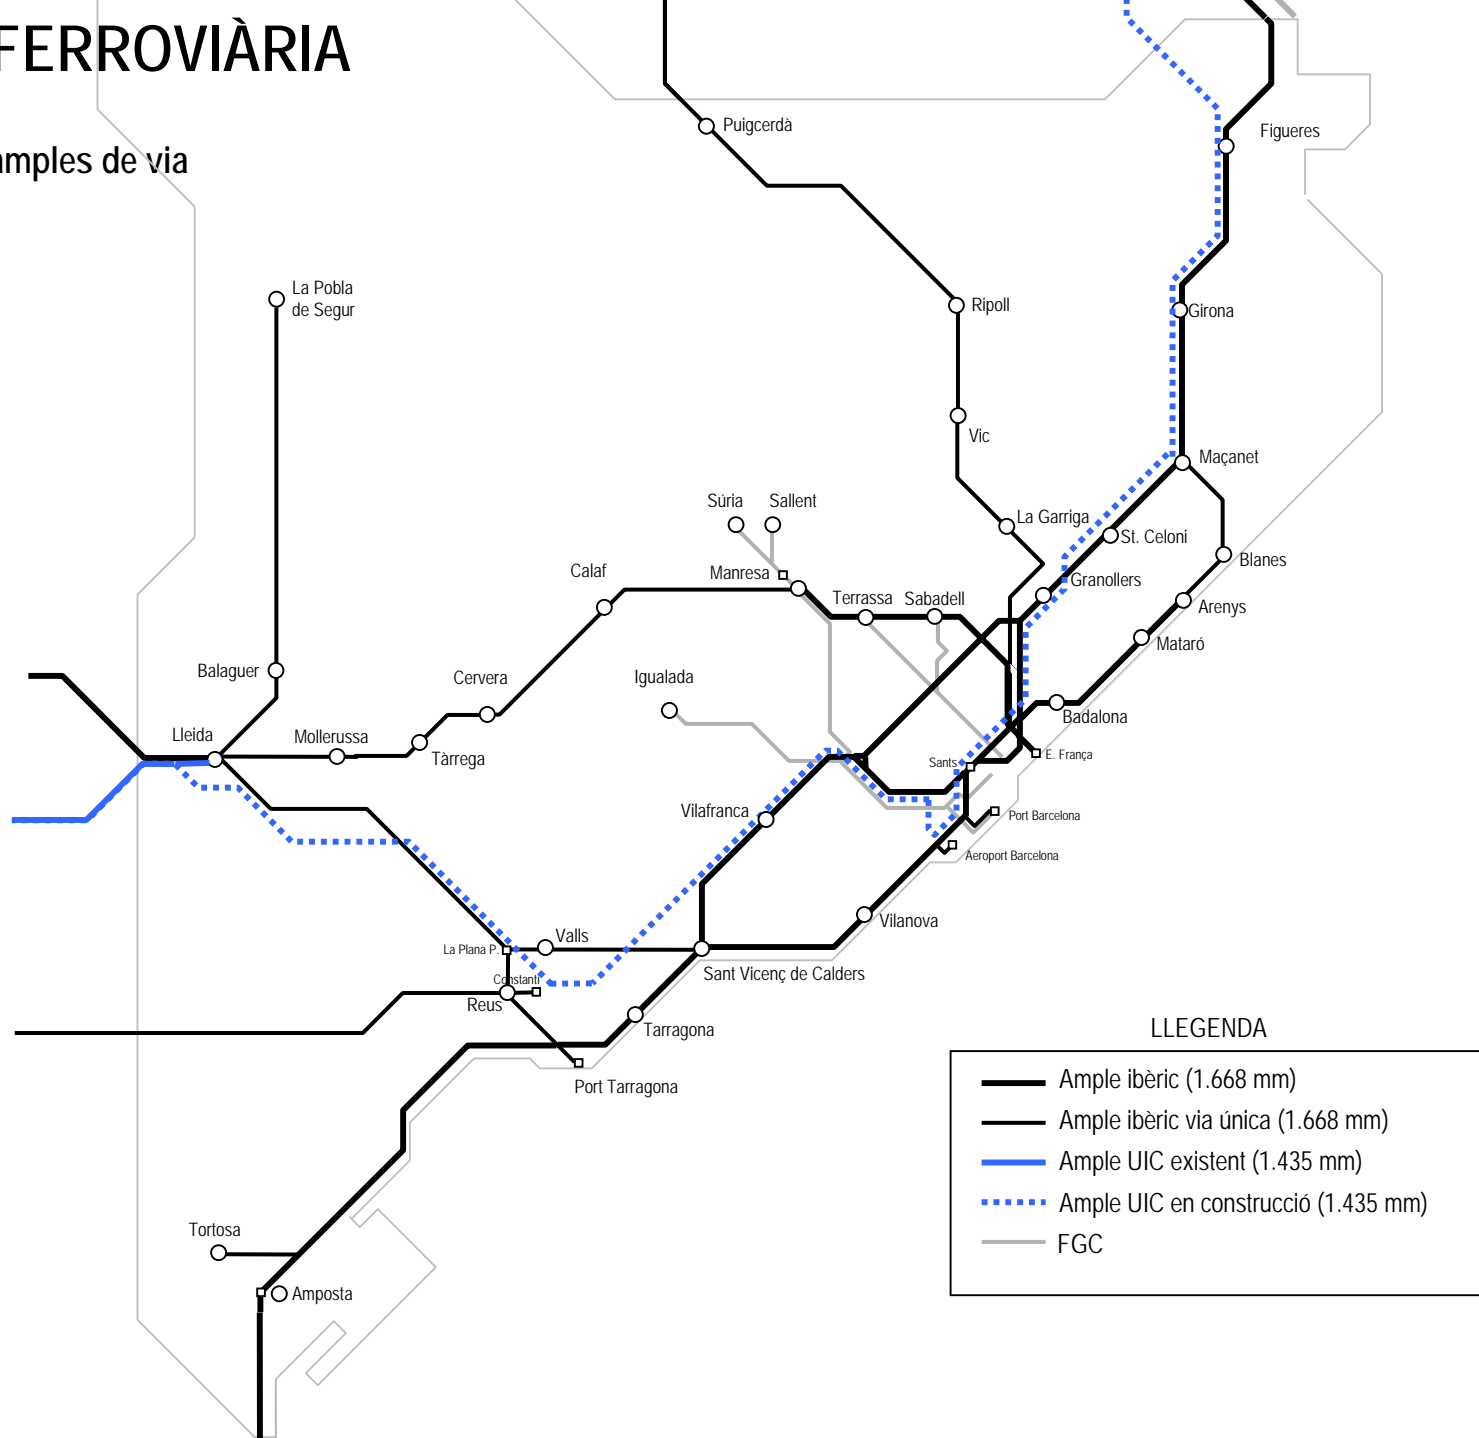 FERROVIÀRIA
amples de via
Puigcerdà
Figueres
La Pobla
de Segur
Ripoll
Girona
Vic
Maçanet
Súria
Sallent
La Garriga
St. Celoni
Blanes
Calaf
Manresa
Granollers
Terrassa
Sabadell
Arenys
Mataró
Balaguer
Cervera
Igualada
Badalona
Lleida
Mollerussa
Tàrrega
E. França
Sants
Vilafranca
Port Barcelona
Aeroport Barcelona
Vilanova
Valls
La Plana P.
Sant Vicenç de Calders
Constantí
Reus
Tarragona
Port Tarragona
Tortosa
Amposta
LLEGENDA
Ample ibèric (1.668 mm)
Ample ibèric via única (1.668 mm)
Ample UIC existent (1.435 mm)
Ample UIC en construcció (1.435 mm)
FGC